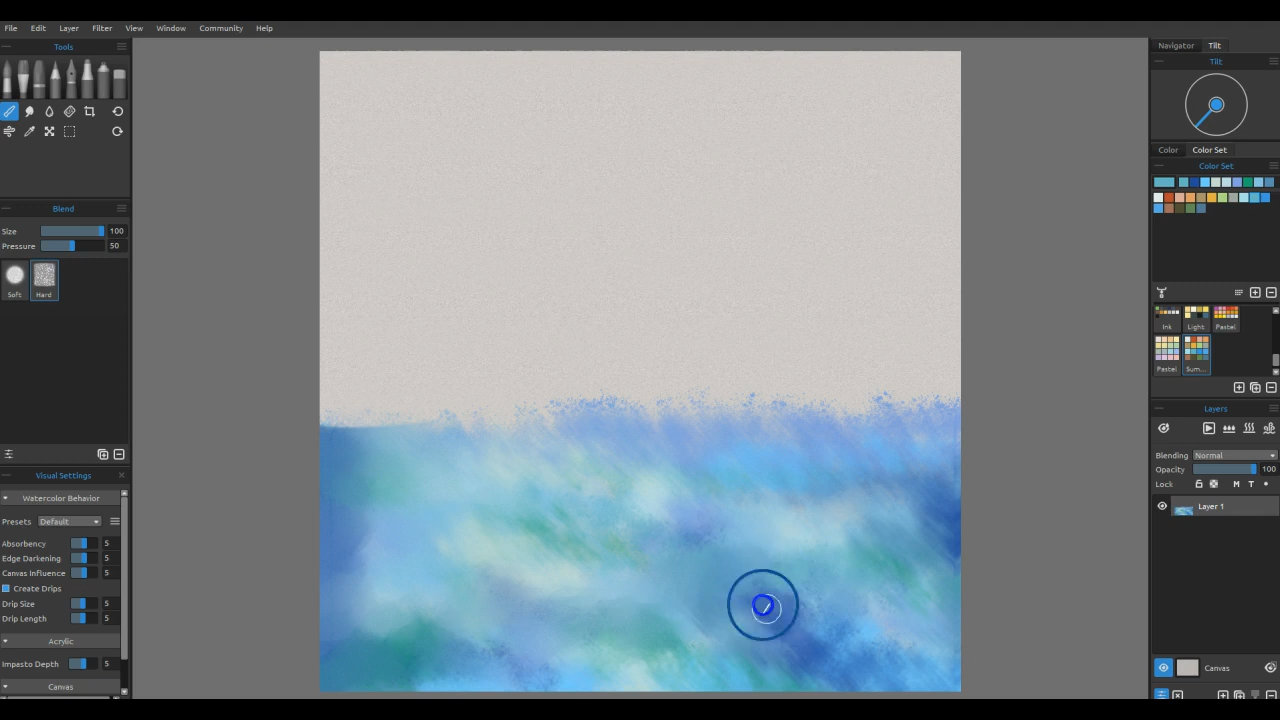 File Edit Layer Filter View Window Community Help
Tools
Blend
Size 100
Pressure 50
Soft Hard
Visual Settings
Watercolor Behavior
Presets Default
Absorbency 5
Edge Darkening 5
Canvas Influence 5
Create Drips
Drip Size 5
Drip Length 5
Acrylic
Impasto Depth 5
Canvas
Navigator Tilt
Tilt
Color Color Set
Color Set
Ink Light Pastel
Pastel Sum...
Layers
Blending Normal
Opacity 100
Lock M T
Layer 1
Canvas